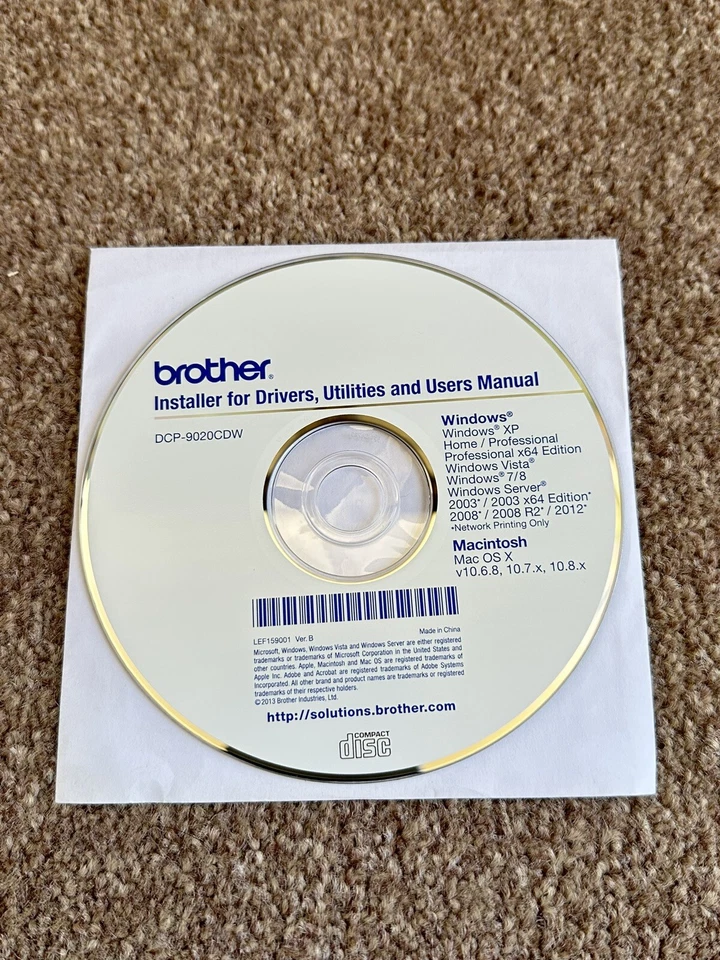 brother®
Installer for Drivers, Utilities and Users Manual
DCP-9020CDW
Windows®
Windows® XP
Home / Professional
Professional x64 Edition
Windows Vista®
Windows® 7/8
Windows Server®
2003* / 2003 x64 Edition*
2008* / 2008 R2* / 2012*
*Network Printing Only
Macintosh
Mac OS X
v10.6.8, 10.7.x, 10.8.x
LEF159001 Ver. B Made in China
Microsoft, Windows, Windows Vista and Windows Server are either registered
trademarks or trademarks of Microsoft Corporation in the United States and
other countries. Apple, Macintosh and Mac OS are registered trademarks of
Apple Inc. Adobe and Acrobat are registered trademarks of Adobe Systems
Incorporated. All other brand and product names are trademarks or registered
trademarks of their respective holders.
©2013 Brother Industries, Ltd.
http://solutions.brother.com
COMPACT
disc